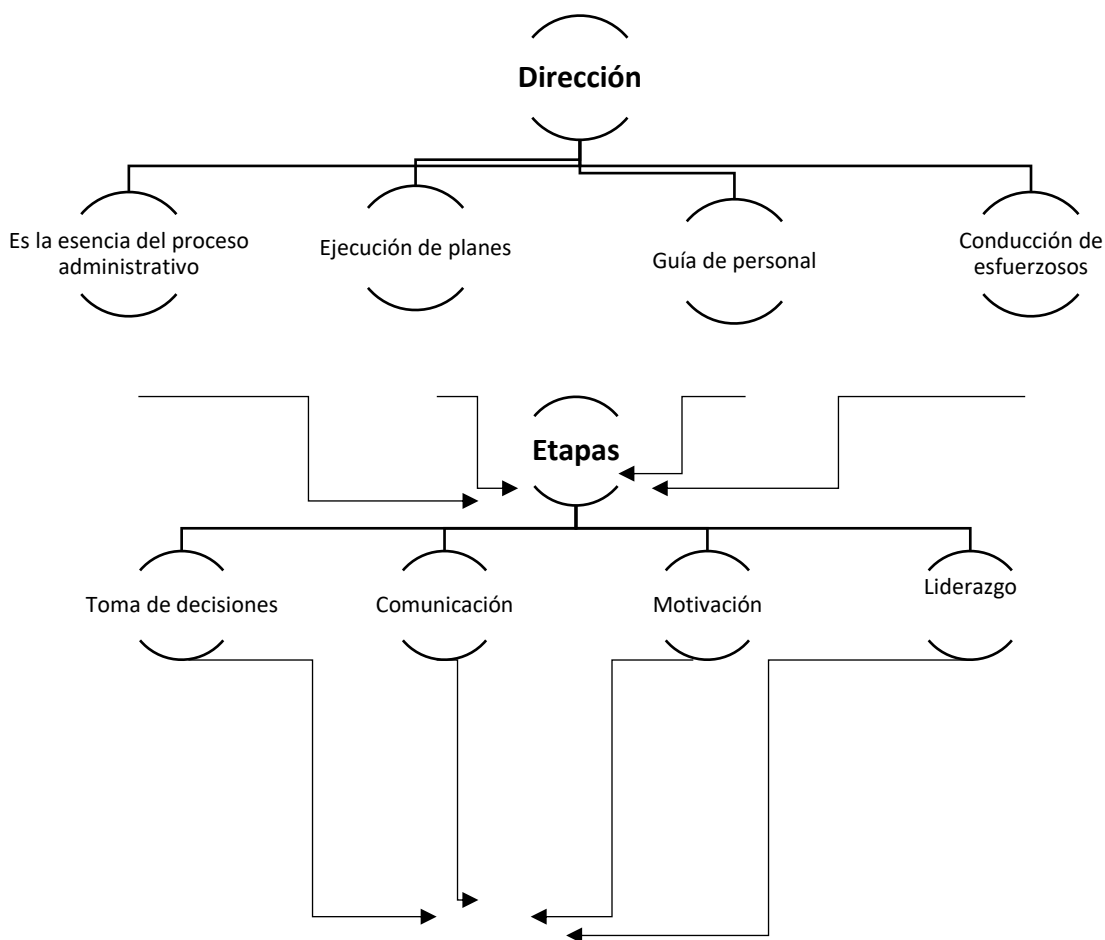 Dirección
Es la esencia del proceso
administrativo
Ejecución de planes
Guía de personal
Conducción de
esfuerzosos
Etapas
Toma de decisiones
Comunicación
Motivación
Liderazgo